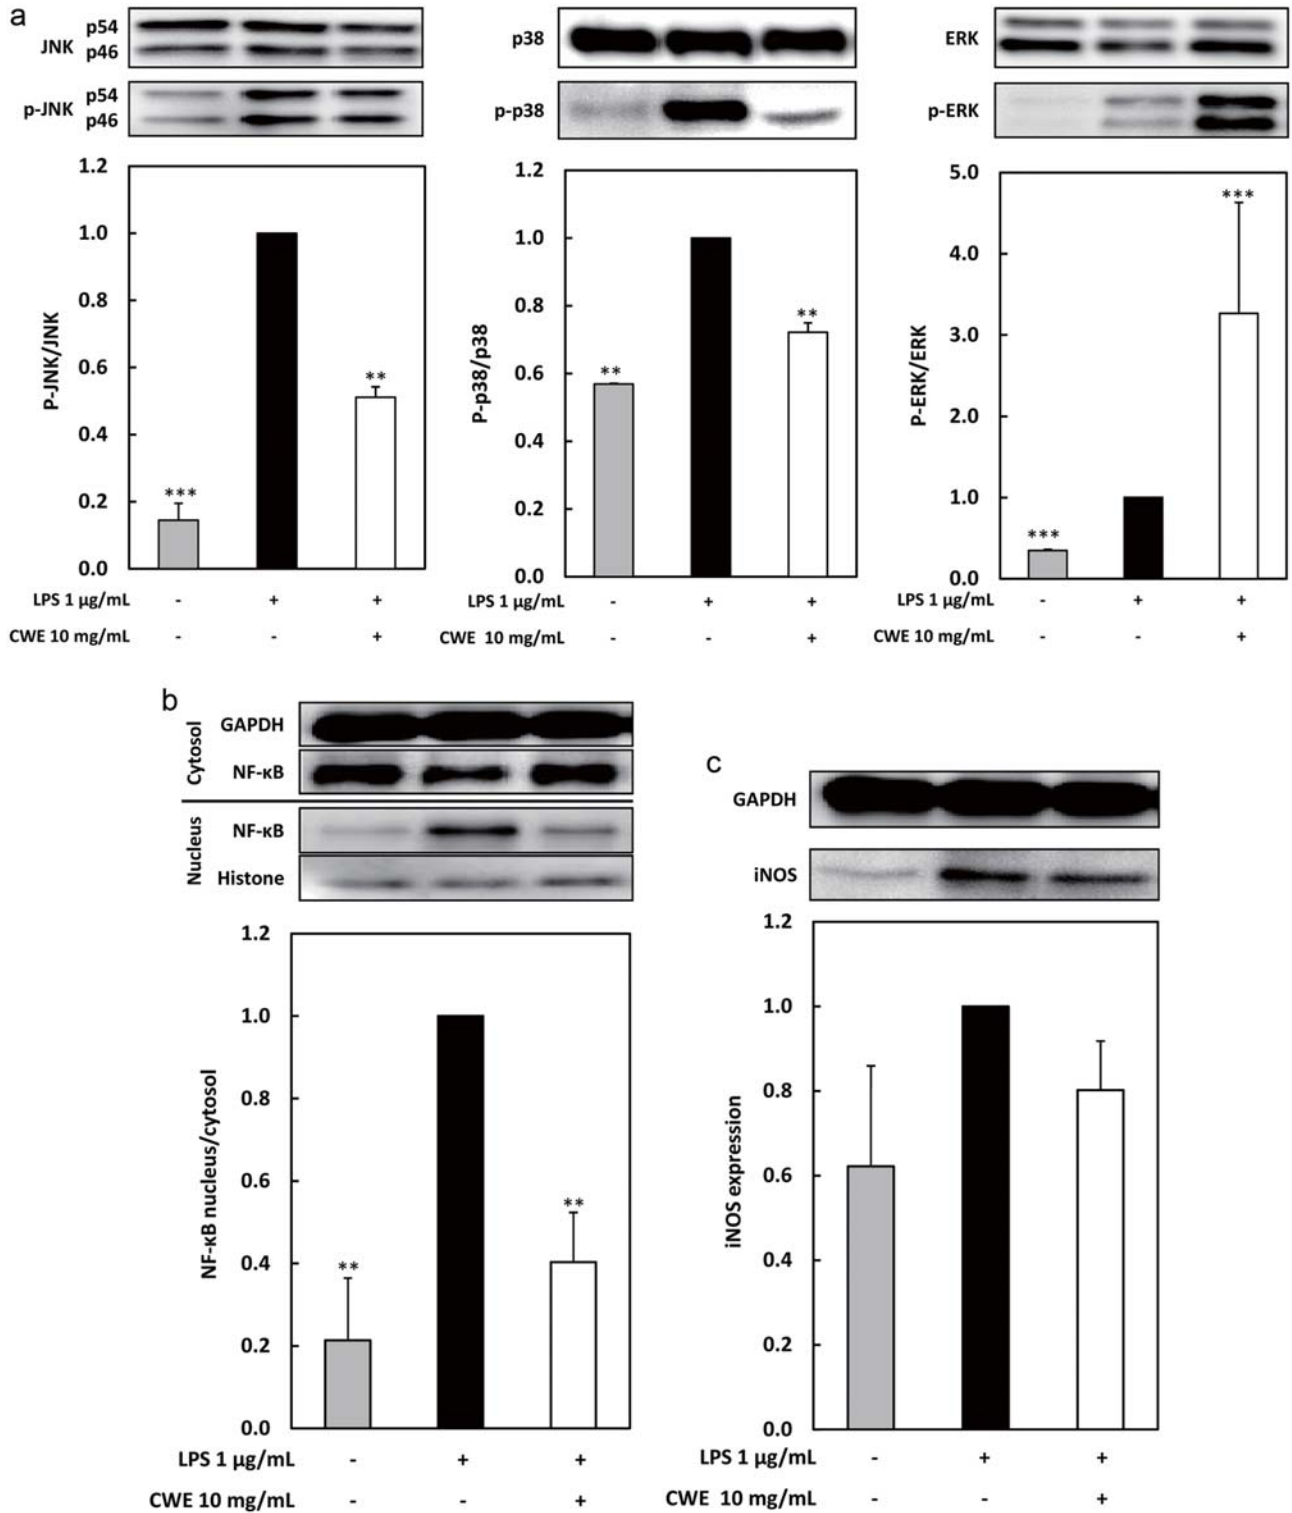 a
JNK p54
p46
p-JNK p54
p46
P-JNK/JNK
1.2
1.0
0.8
0.6
0.4
0.2
0.0
***
**
LPS 1 µg/mL - + +
CWE 10 mg/mL - - +
p38
p-p38
P-p38/p38
1.2
1.0
0.8
0.6
0.4
0.2
0.0
**
**
LPS 1 µg/mL - + +
CWE 10 mg/mL - - +
ERK
p-ERK
P-ERK/ERK
5.0
4.0
3.0
2.0
1.0
0.0
***
***
LPS 1 µg/mL - + +
CWE 10 mg/mL - - +
b
Cytosol
GAPDH
NF-κB
Nucleus
NF-κB
Histone
NF-κB nucleus/cytosol
1.2
1.0
0.8
0.6
0.4
0.2
0.0
**
**
LPS 1 µg/mL - + +
CWE 10 mg/mL - - +
c
GAPDH
iNOS
iNOS expression
1.2
1.0
0.8
0.6
0.4
0.2
0.0
LPS 1 µg/mL - + +
CWE 10 mg/mL - - +